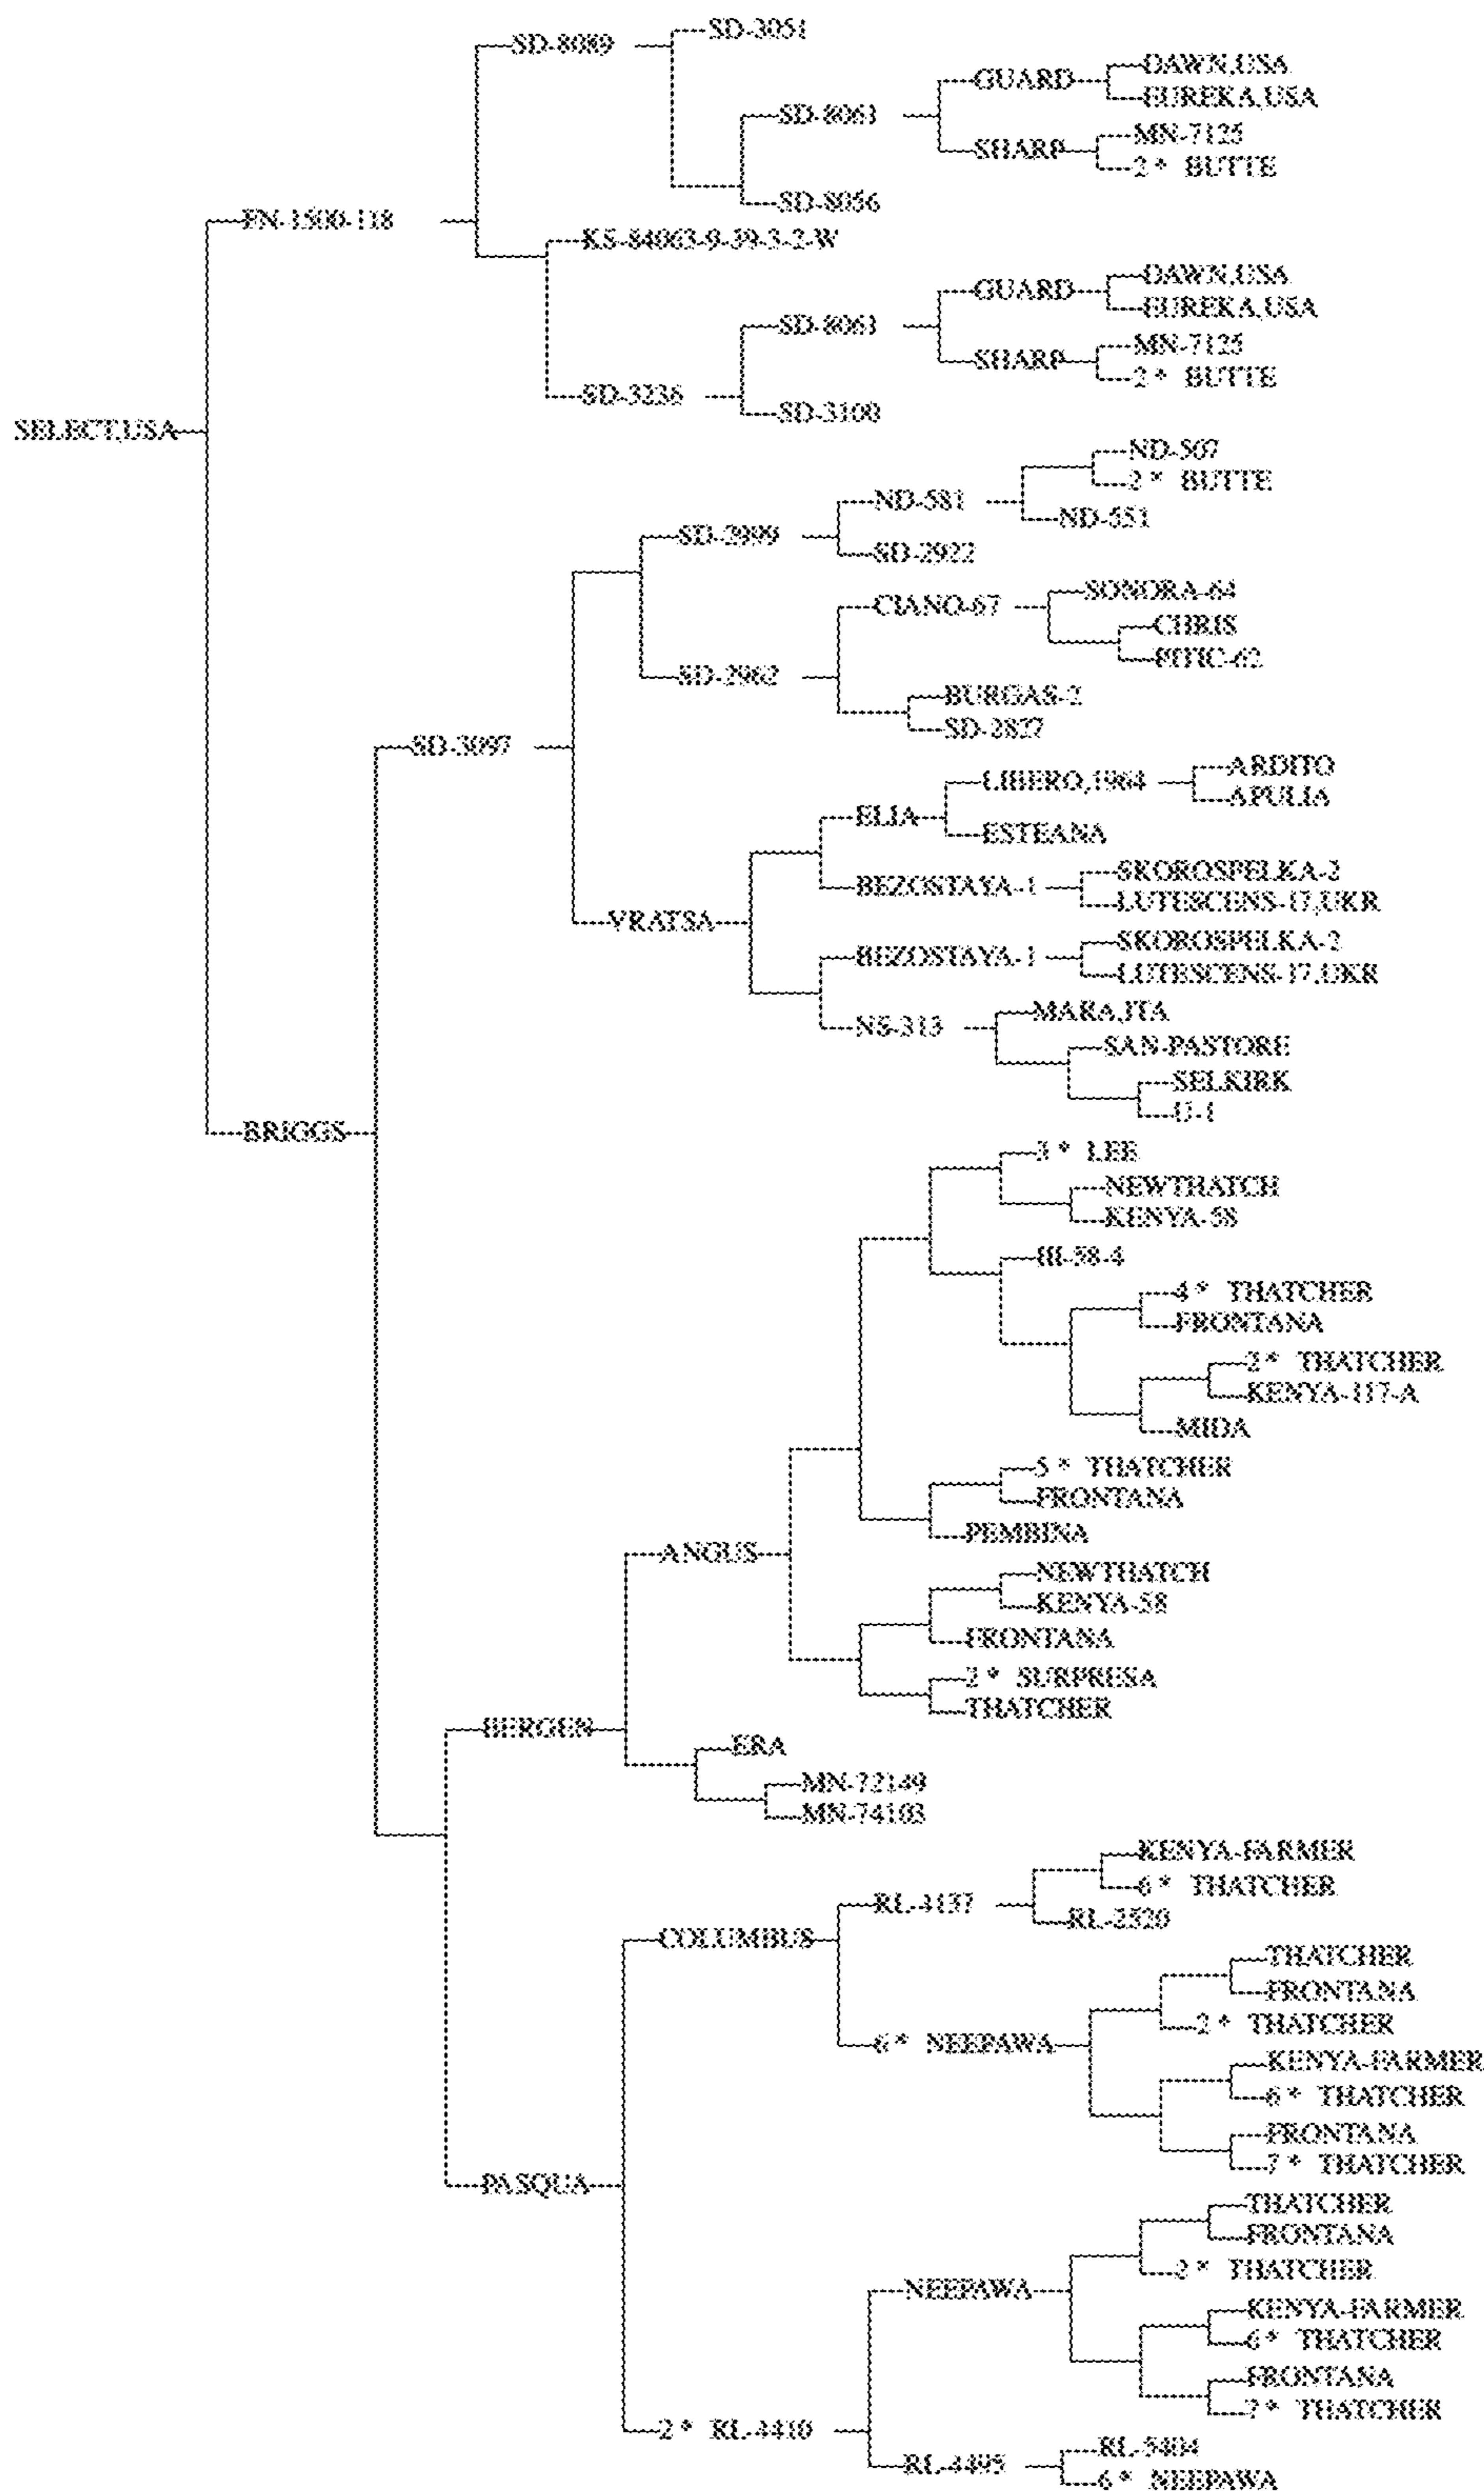 SD-3051
SD-8089
DAWN,USA
GUARD
EUREKA,USA
SD-8061
MN-7125
SHARP
2 * BUTTE
SD-8056
FN-1500-118
KS-84063-9-39-3-2-W
DAWN,USA
GUARD
EUREKA,USA
SD-8061
MN-7125
SHARP
2 * BUTTE
SD-3236
SD-3100
SELECT,USA
ND-507
2 * BUTTE
ND-581
ND-551
SD-2999
SD-2922
SONORA-64
CIANO-67
CHRIS
PITIC-62
SD-2962
BURGAS-2
SD-2827
SD-3097
ARDITO
LIBERO,1964
APULIA
ELIA
ESTEANA
SKOROSPELKA-2
BEZOSTAYA-1
LUTESCENS-17,UKR
VRATSA
SKOROSPELKA-2
BEZOSTAYA-1
LUTESCENS-17,UKR
MARA,ITA
NS-313
SAN-PASTORE
SELKIRK
BRIGGS
3 * LEE
NEWTHATCH
KENYA-58
III-58-4
4 * THATCHER
FRONTANA
2 * THATCHER
KENYA-117-A
MIDA
5 * THATCHER
FRONTANA
PEMBINA
ANGUS
NEWTHATCH
KENYA-58
FRONTANA
2 * SURPRESA
THATCHER
BERGEN
ERA
MN-72149
MN-74103
KENYA-FARMER
6 * THATCHER
RL-4137
RL-2520
COLUMBUS
THATCHER
FRONTANA
2 * THATCHER
6 * NEEPAWA
KENYA-FARMER
6 * THATCHER
FRONTANA
7 * THATCHER
PASQUA
THATCHER
FRONTANA
2 * THATCHER
NEEPAWA
KENYA-FARMER
6 * THATCHER
FRONTANA
7 * THATCHER
2 * RL-4410
RL-5404
RL-4495
6 * NEEPAWA